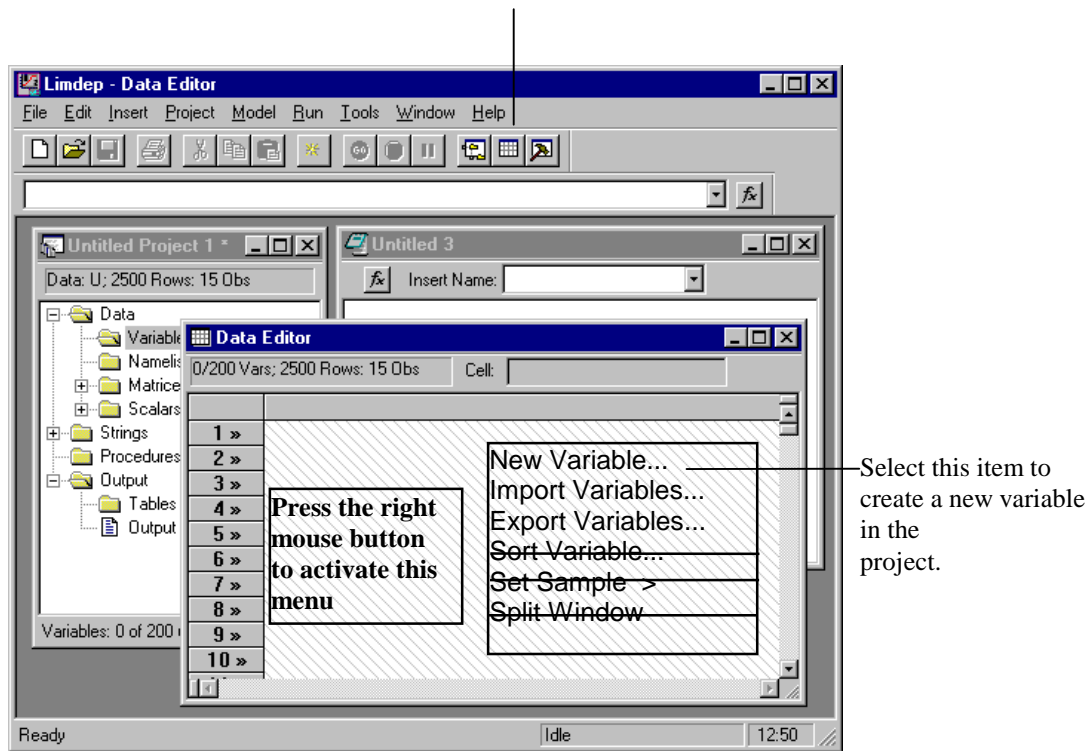 Limdep - Data Editor
File Edit Insert Project Model Run Tools Window Help
GO
fx
Untitled Project 1 *
Data: U; 2500 Rows: 15 Obs
Data
Variable
Namelis
Matrice
Scalars
Strings
Procedures
Output
Tables
Output
Variables: 0 of 200
Untitled 3
fx Insert Name:
Data Editor
0/200 Vars; 2500 Rows: 15 Obs Cell:
1 »
2 »
3 »
4 »
5 »
6 »
7 »
8 »
9 »
10 »
Press the right
mouse button
to activate this
menu
New Variable...
Import Variables...
Export Variables...
Sort Variable...
Set Sample >
Split Window
Select this item to
create a new variable
in the
project.
Ready Idle 12:50